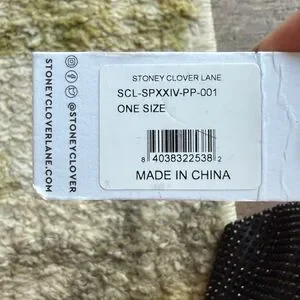 STONEYCLOVERLANE.COM
@STONEYCLOVER
STONEY CLOVER LANE
SCL-SPXXIV-PP-001
ONE SIZE
8 40383 22538 2
MADE IN CHINA